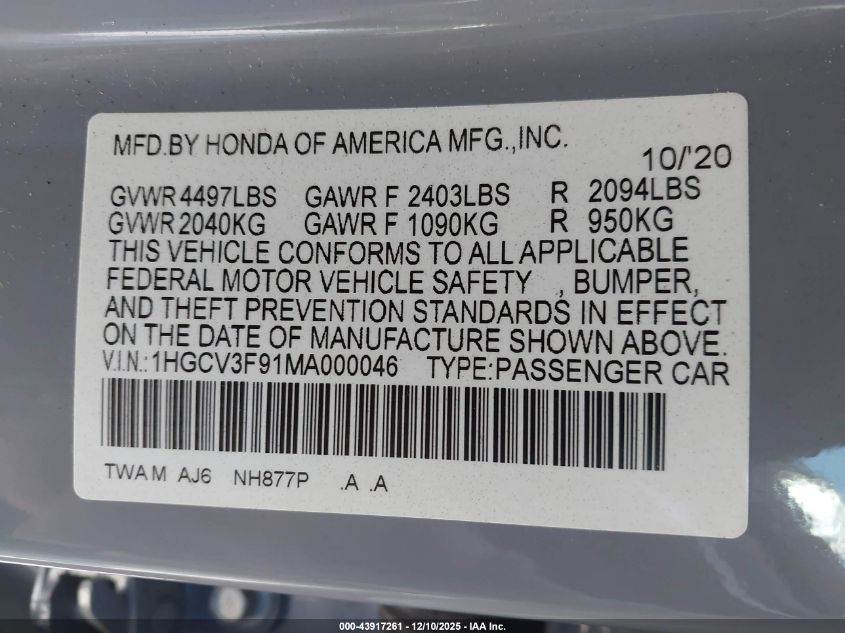 MFD.BY HONDA OF AMERICA MFG.,INC.
10/'20
GVWR 4497LBS GAWR F 2403LBS R 2094LBS
GVWR 2040KG GAWR F 1090KG R 950KG
THIS VEHICLE CONFORMS TO ALL APPLICABLE
FEDERAL MOTOR VEHICLE SAFETY , BUMPER,
AND THEFT PREVENTION STANDARDS IN EFFECT
ON THE DATE OF MANUFACTURE SHOWN ABOVE.
V.I.N.:1HGCV3F91MA000046 TYPE:PASSENGER CAR
TWAM AJ6 NH877P .A .A
000-43917261 - 12/10/2025 - IAA Inc.